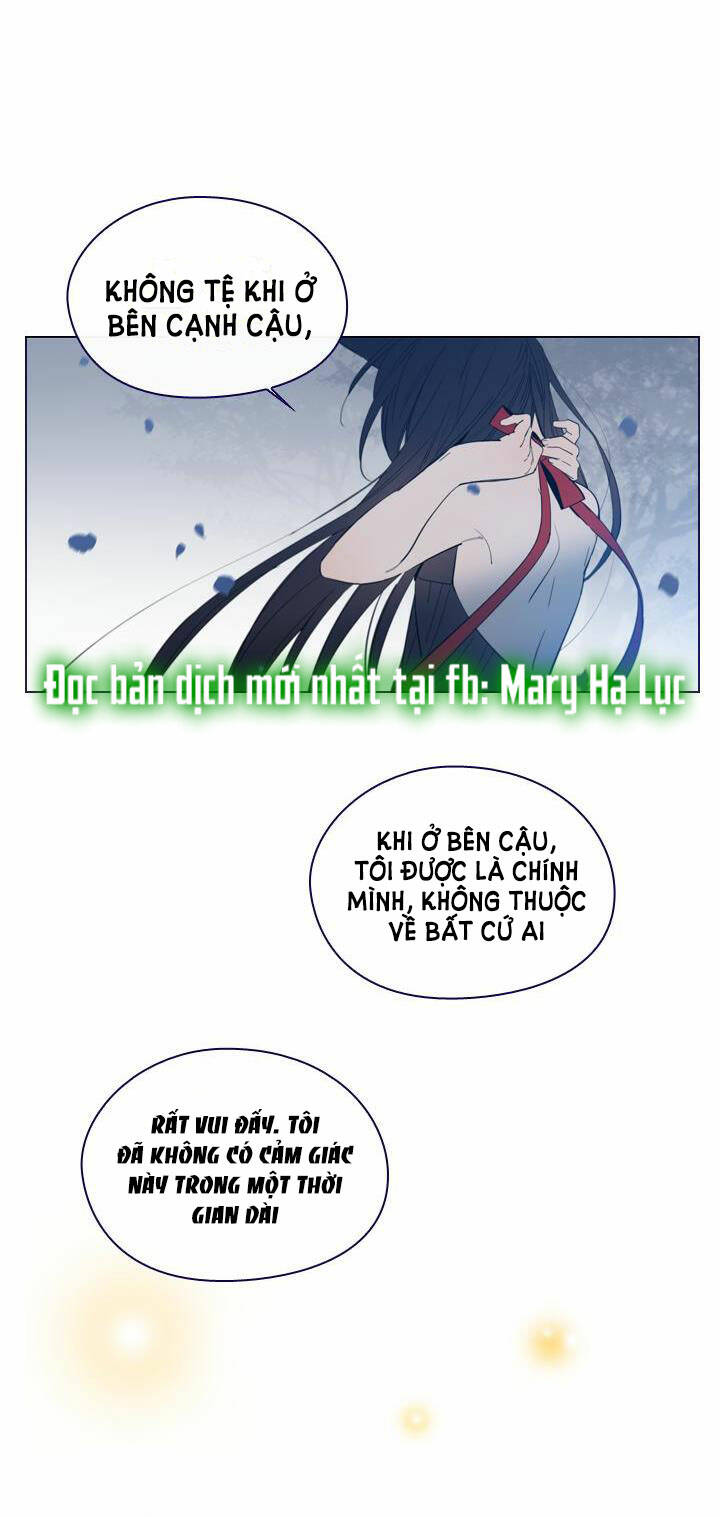 KHÔNG TỆ KHI Ở
BÊN CẠNH CẬU,
Đọc bản dịch mới nhất tại fb: Mary Hạ Lục
KHI Ở BÊN CẬU,
TÔI ĐƯỢC LÀ CHÍNH
MÌNH, KHÔNG THUỘC
VỀ BẤT CỨ AI
RẤT VUI ĐẤY. TÔI
ĐÃ KHÔNG CÓ CẢM GIÁC
NÀY TRONG MỘT THỜI
GIAN DÀI